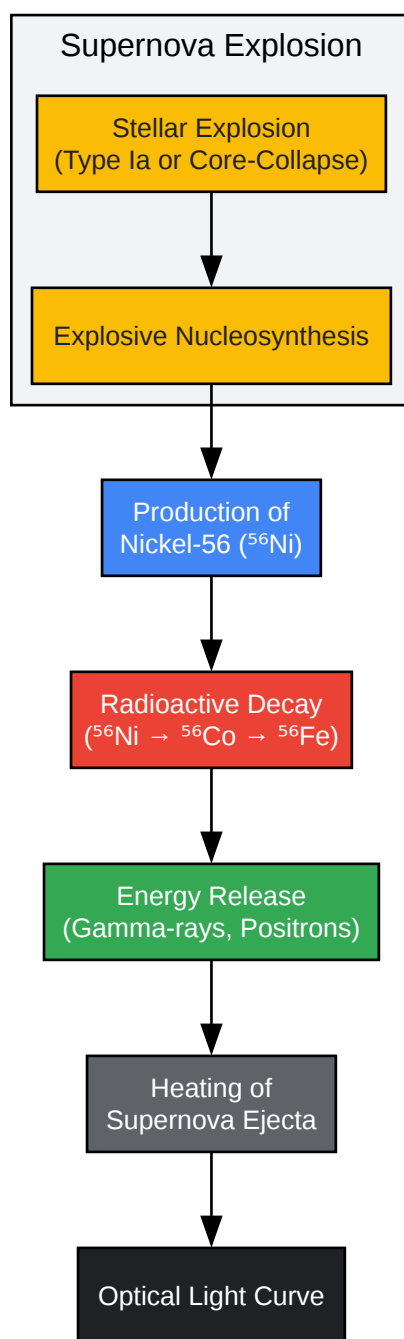 Supernova Explosion
Stellar Explosion
(Type Ia or Core-Collapse)
Explosive Nucleosynthesis
Production of
Nickel-56 (⁵⁶Ni)
Radioactive Decay
(⁵⁶Ni → ⁵⁶Co → ⁵⁶Fe)
Energy Release
(Gamma-rays, Positrons)
Heating of
Supernova Ejecta
Optical Light Curve